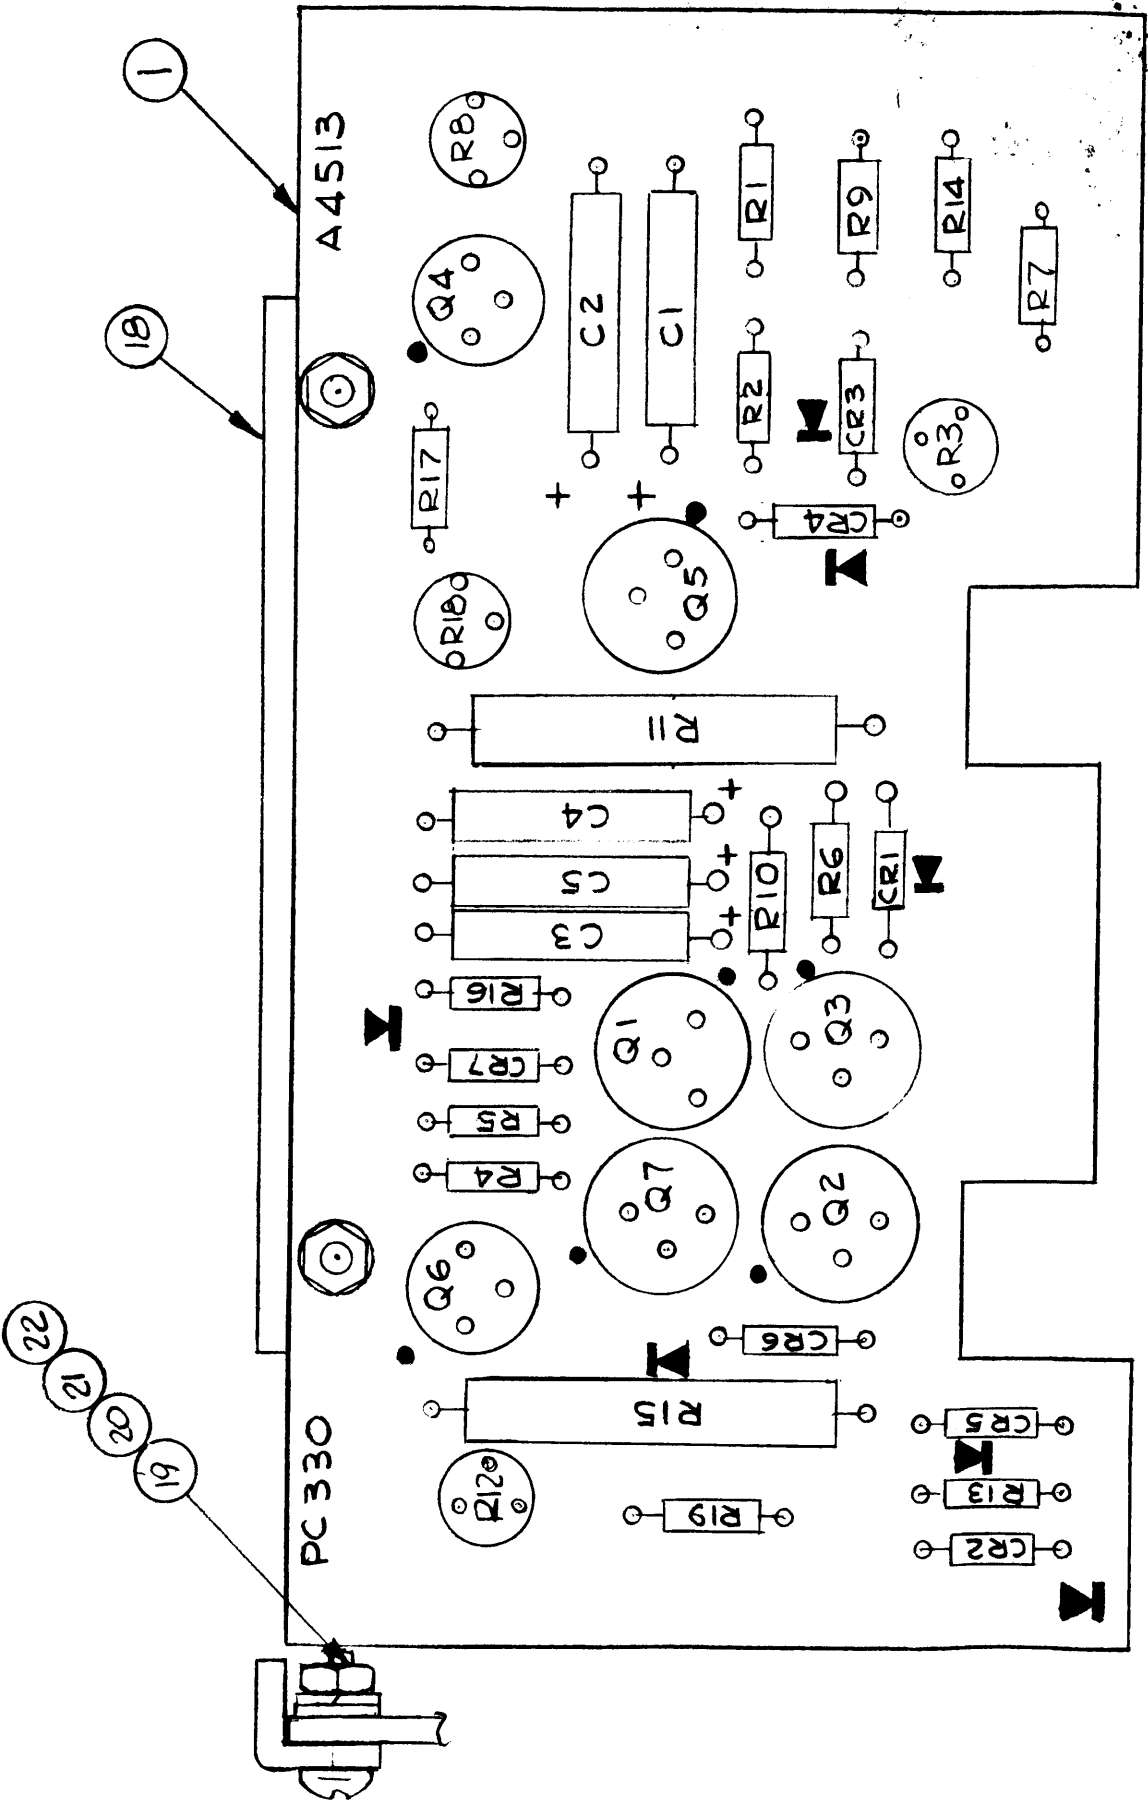 1
18
22
21
20
19
A4513
PC330
R8
Q4
C2
C1
R1
R9
R14
R7
R17
R2
CR3
R3
+
+
CR4
R18
Q5
R11
C4
+
C5
+
C3
+
R10
R6
CR1
R16
CR7
R5
R4
Q1
Q3
Q7
Q2
Q6
CR6
R15
CR5
R12
R19
R13
CR2